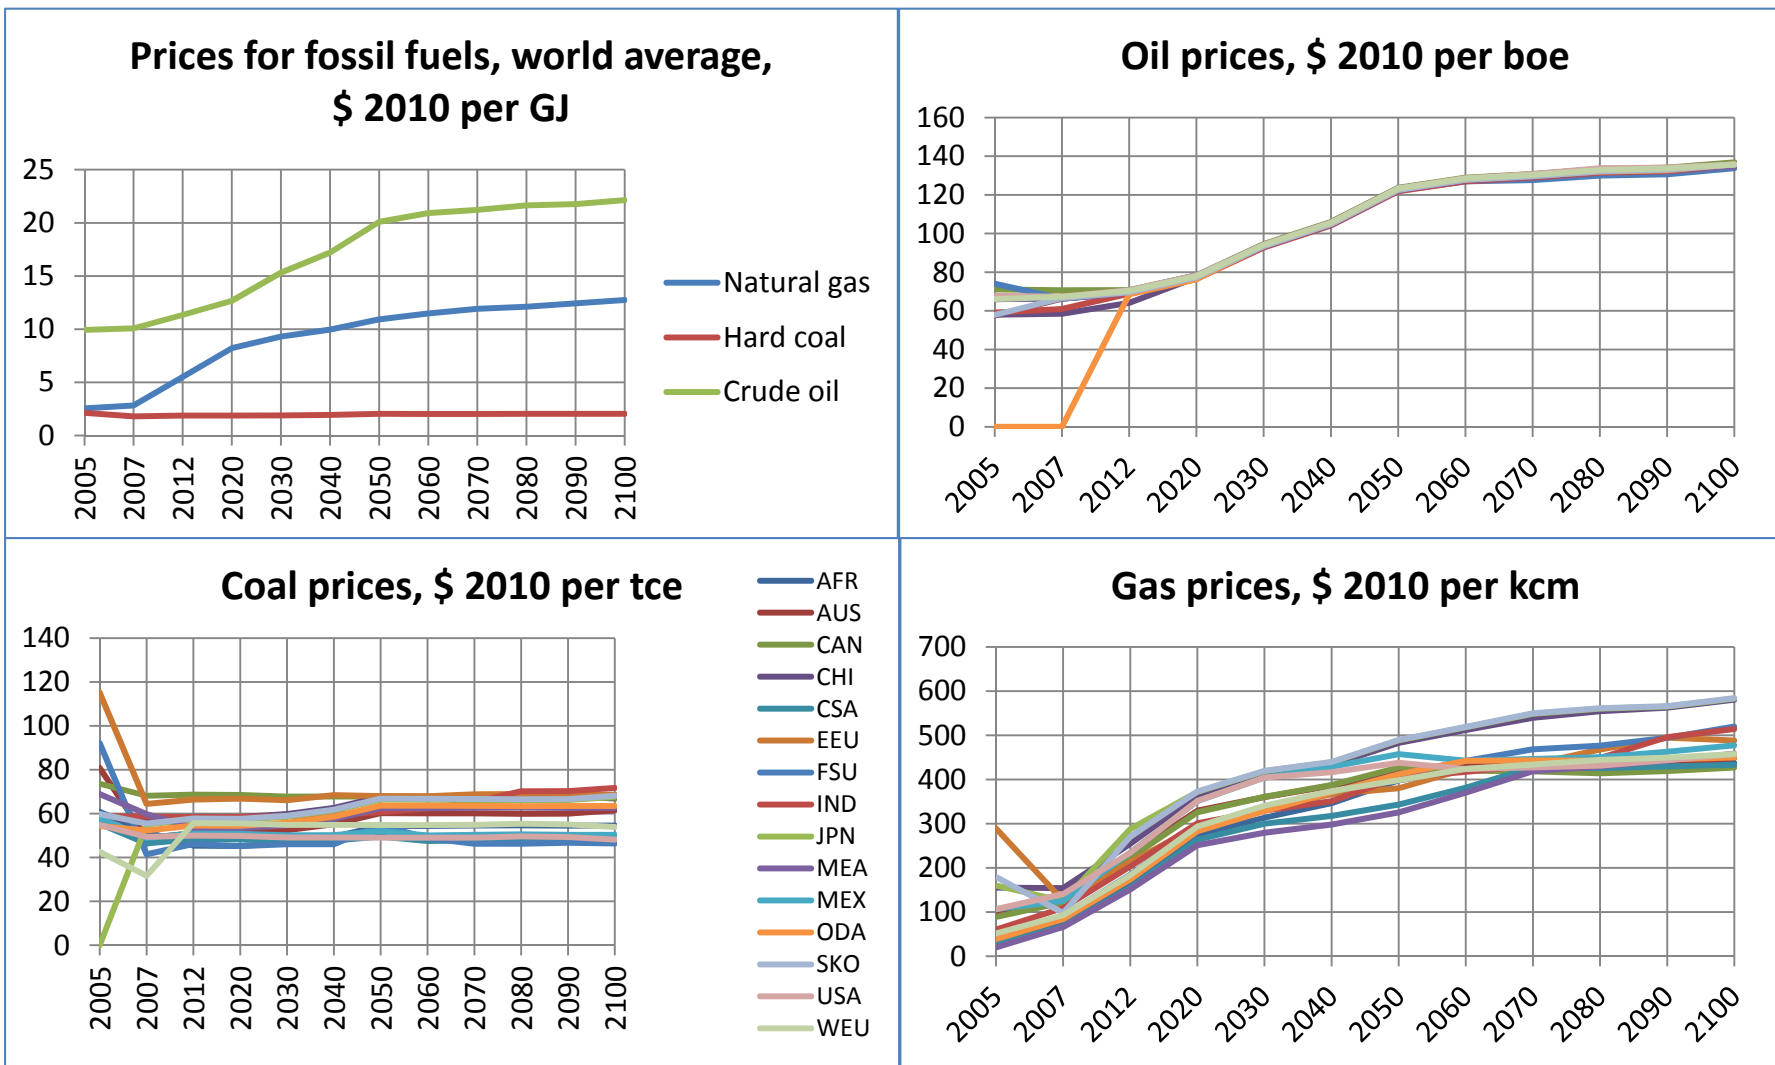 Prices for fossil fuels, world average,
$ 2010 per GJ
25
20
15
10
5
0
2005 2007 2012 2020 2030 2040 2050 2060 2070 2080 2090 2100
Natural gas
Hard coal
Crude oil
Oil prices, $ 2010 per boe
160
140
120
100
80
60
40
20
0
2005 2007 2012 2020 2030 2040 2050 2060 2070 2080 2090 2100
Coal prices, $ 2010 per tce
140
120
100
80
60
40
20
0
2005 2007 2012 2020 2030 2040 2050 2060 2070 2080 2090 2100
AFR
AUS
CAN
CHI
CSA
EEU
FSU
IND
JPN
MEA
MEX
ODA
SKO
USA
WEU
Gas prices, $ 2010 per kcm
700
600
500
400
300
200
100
0
2005 2007 2012 2020 2030 2040 2050 2060 2070 2080 2090 2100